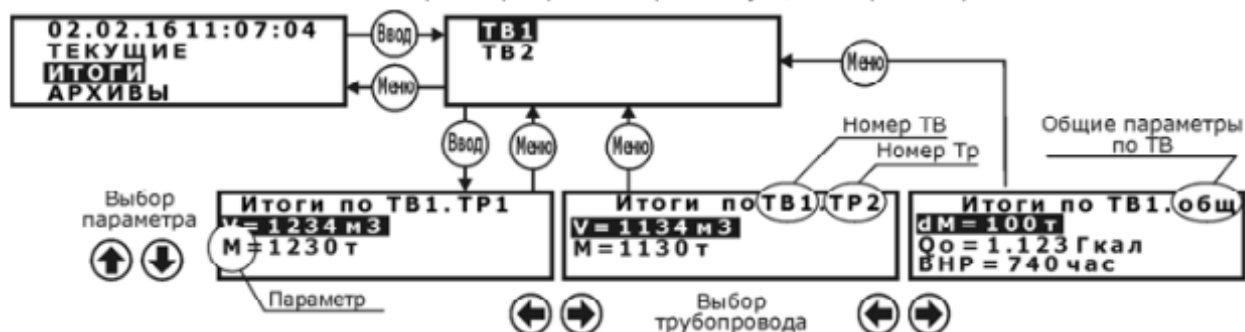 02.02.16 11:07:04
ТЕКУЩИЕ
ИТОГИ
АРХИВЫ
Ввод
Меню
ТВ1
ТВ2
Меню
Ввод
Меню
Меню
Номер ТВ
Номер Тр
Общие параметры
по ТВ
Выбор
параметра
Итоги по ТВ1.ТР1
V=1234 м3
М=1230 т
Параметр
Итоги по ТВ1.ТР2
V=1134 м3
М=1130 т
Итоги по ТВ1.общ
dM=100 т
Qо=1.123 Гкал
ВНР=740 час
Выбор
трубопровода